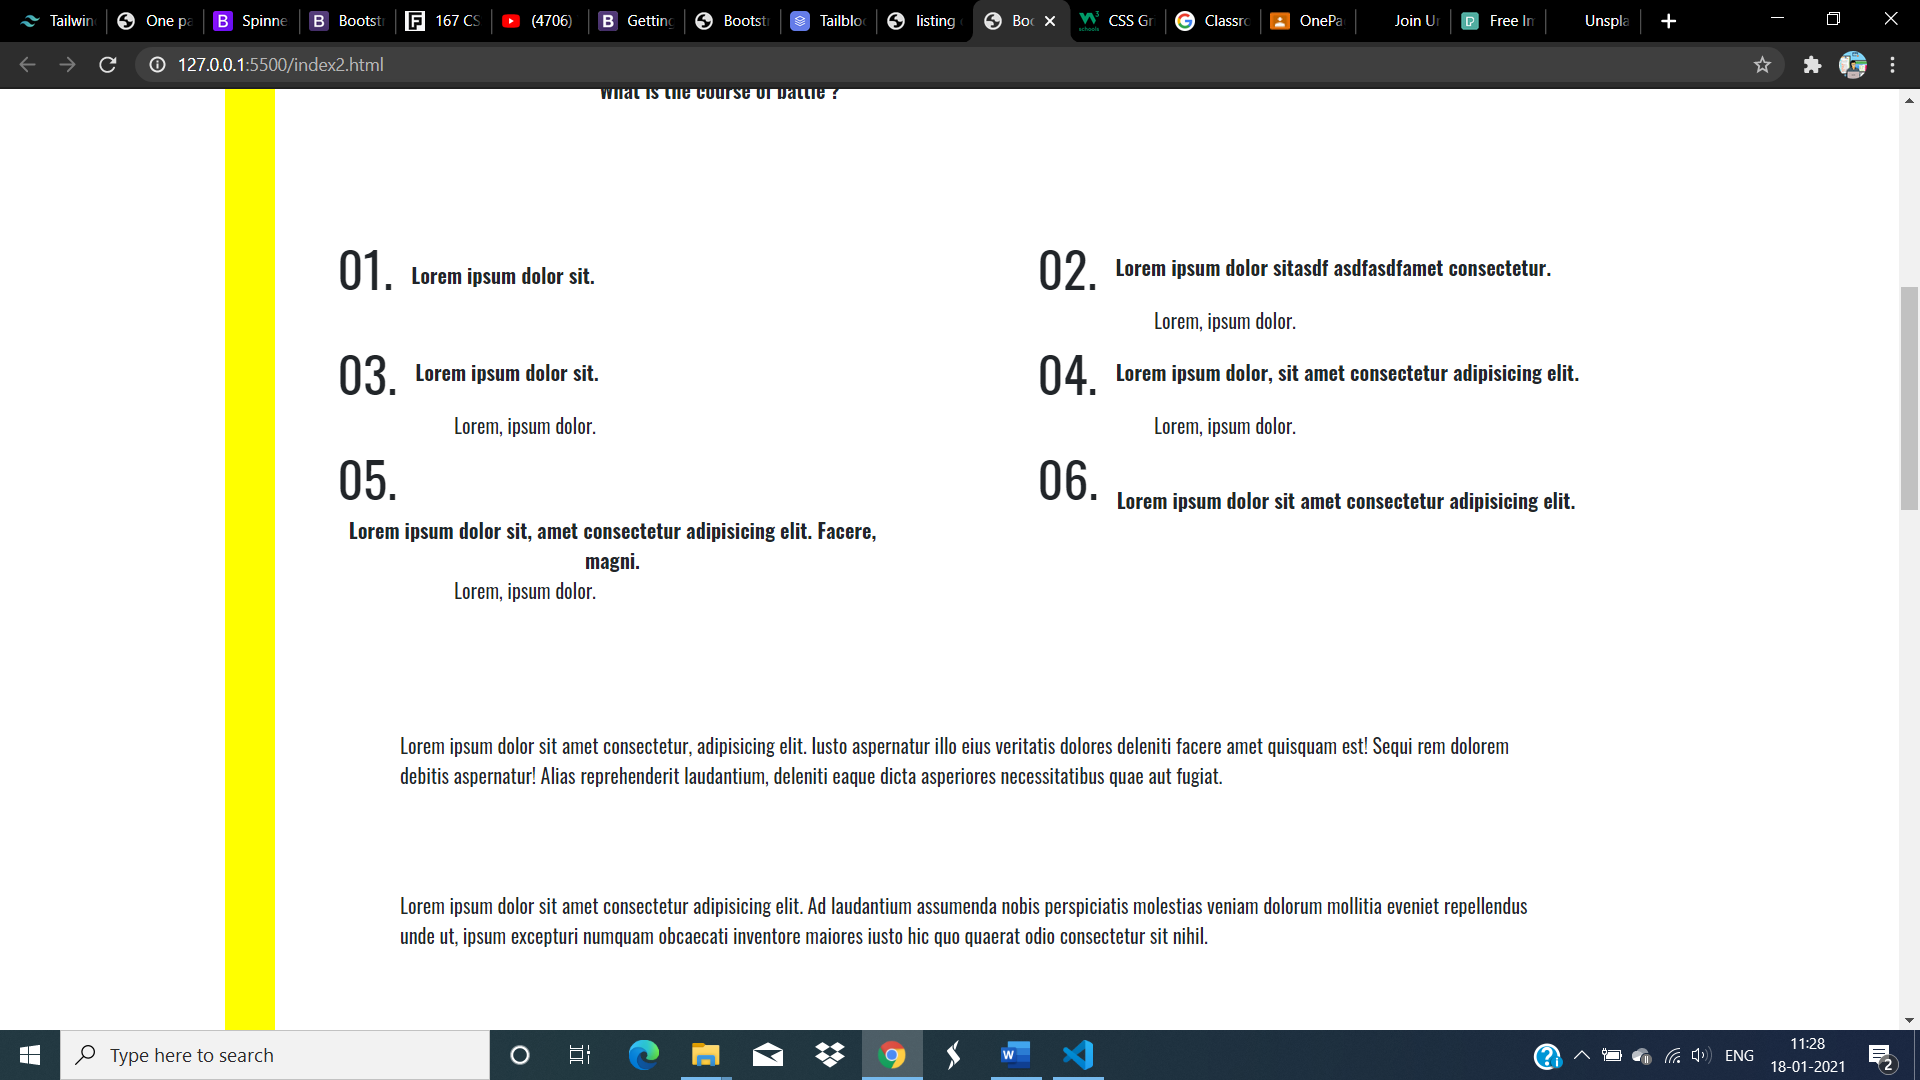 Tailwin
One pa
Spinne
Bootstr
167 CS
(4706)
Getting
Bootstr
Tailblo
listing
Boo
CSS Gr
Classro
OnePa
Join Un
Free Im
Unspla
127.0.0.1:5500/index2.html
What is the course of battle ?
01. Lorem ipsum dolor sit.
02. Lorem ipsum dolor sitasdf asdfasdfamet consectetur.
Lorem, ipsum dolor.
03. Lorem ipsum dolor sit.
Lorem, ipsum dolor.
04. Lorem ipsum dolor, sit amet consectetur adipisicing elit.
Lorem, ipsum dolor.
05.
Lorem ipsum dolor sit, amet consectetur adipisicing elit. Facere,
magni.
Lorem, ipsum dolor.
06. Lorem ipsum dolor sit amet consectetur adipisicing elit.
Lorem ipsum dolor sit amet consectetur, adipisicing elit. Iusto aspernatur illo eius veritatis dolores deleniti facere amet quisquam est! Sequi rem dolorem
debitis aspernatur! Alias reprehenderit laudantium, deleniti eaque dicta asperiores necessitatibus quae aut fugiat.
Lorem ipsum dolor sit amet consectetur adipisicing elit. Ad laudantium assumenda nobis perspiciatis molestias veniam dolorum mollitia eveniet repellendus
unde ut, ipsum excepturi numquam obcaecati inventore maiores iusto hic quo quaerat odio consectetur sit nihil.
Type here to search
ENG
11:28
18-01-2021
2